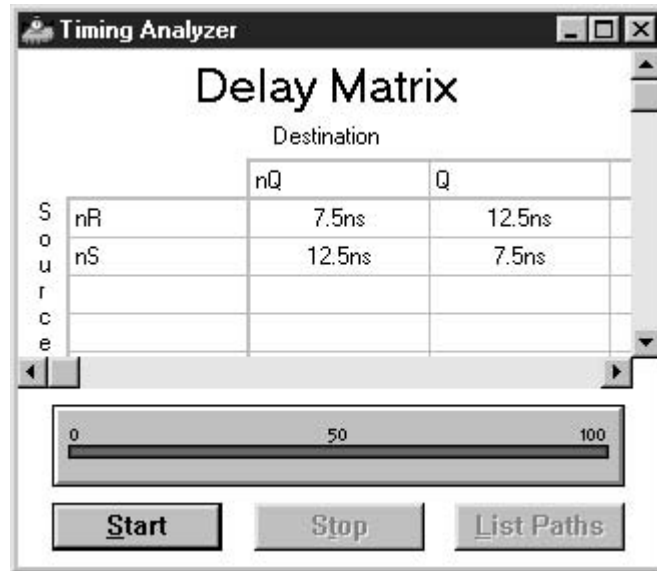 Timing Analyzer
Delay Matrix
Destination
nQ Q
Source
nR 7.5ns 12.5ns
nS 12.5ns 7.5ns
0 50 100
Start Stop List Paths